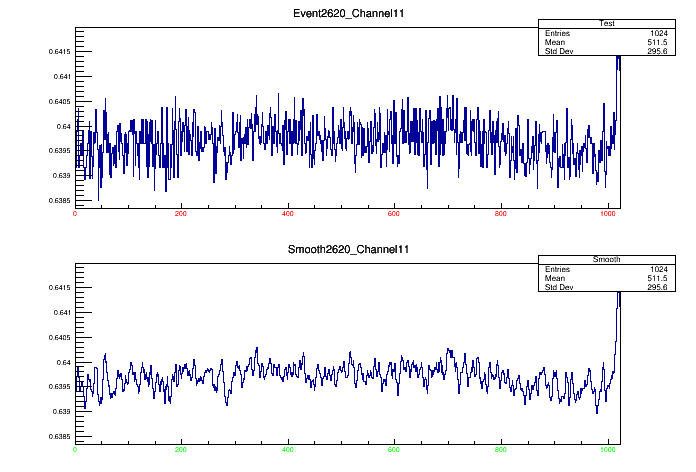 Event2620_Channel11
Test
Entries 1024
Mean 511.5
Std Dev 295.6
0.6415
0.641
0.6405
0.64
0.6395
0.639
0.6385
0 200 400 600 800 1000
Smooth2620_Channel11
Smooth
Entries 1024
Mean 511.5
Std Dev 295.6
0.6415
0.641
0.6405
0.64
0.6395
0.639
0.6385
0 200 400 600 800 1000